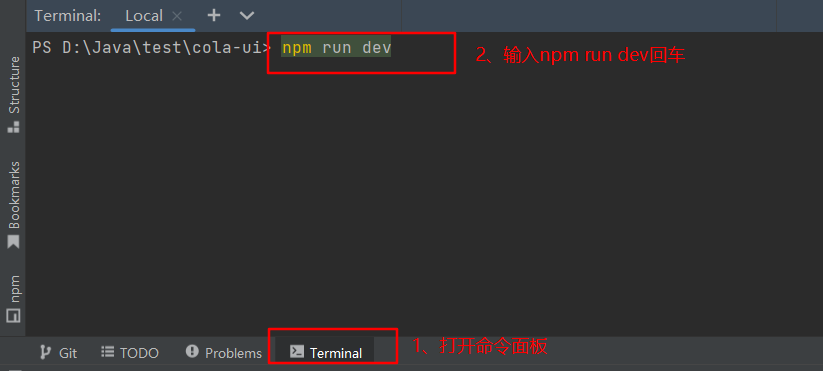 Terminal: Local
PS D:\Java\test\cola-ui> npm run dev
2、输入npm run dev回车
Structure
Bookmarks
npm
1、打开命令面板
Git TODO Problems Terminal